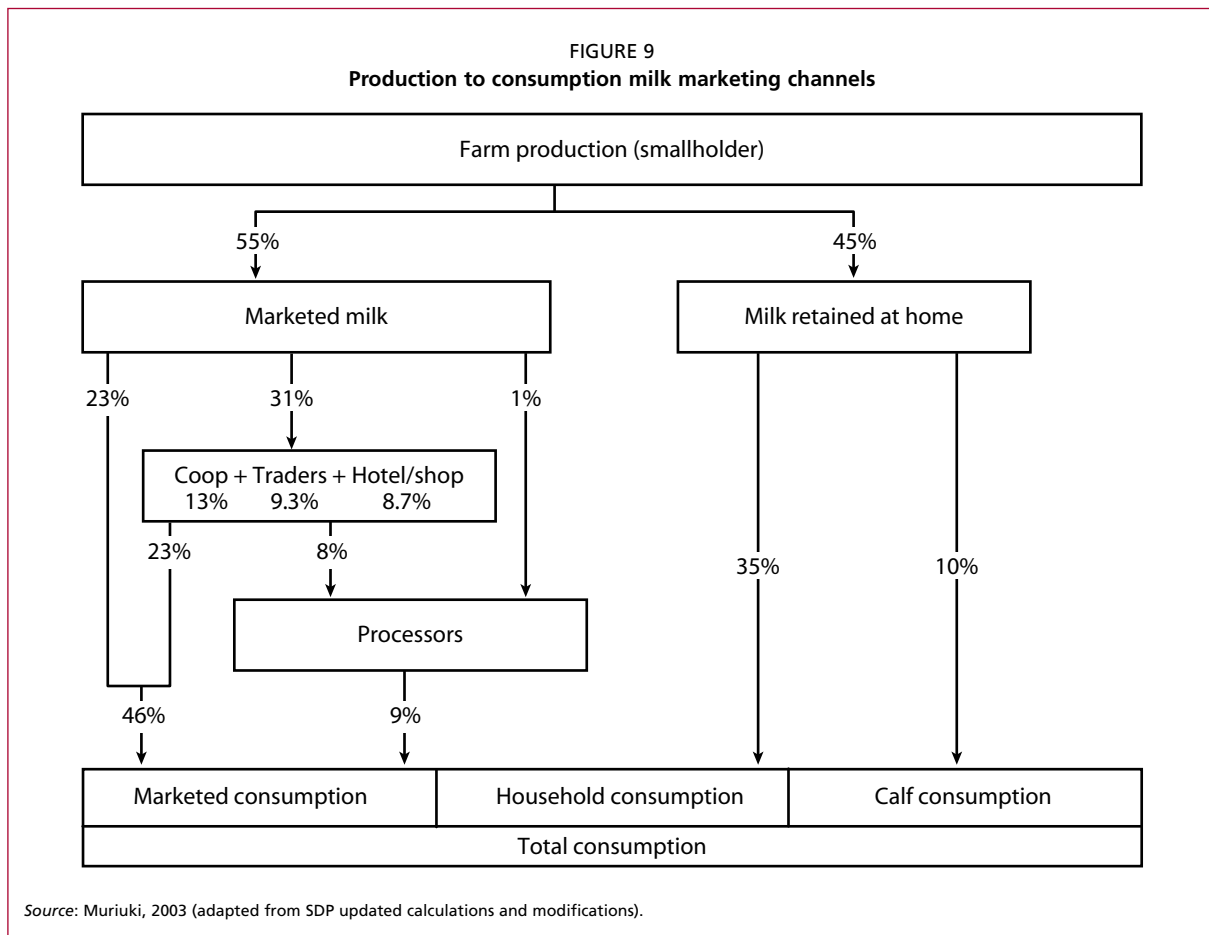 FIGURE 9
Production to consumption milk marketing channels
Farm production (smallholder)
55% 45%
Marketed milk Milk retained at home
23% 31% 1%
Coop + Traders + Hotel/shop
13% 9.3% 8.7%
23% 8% 35% 10%
Processors
46% 9%
Marketed consumption Household consumption Calf consumption
Total consumption
Source: Muriuki, 2003 (adapted from SDP updated calculations and modifications).